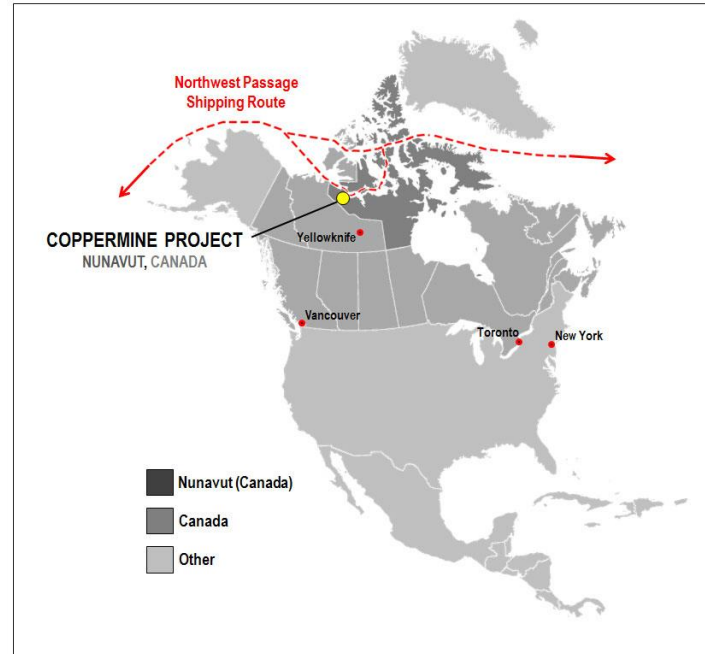 Northwest Passage
Shipping Route
COPPERMINE PROJECT
NUNAVUT, CANADA
Yellowknife
Vancouver
Toronto
New York
Nunavut (Canada)
Canada
Other